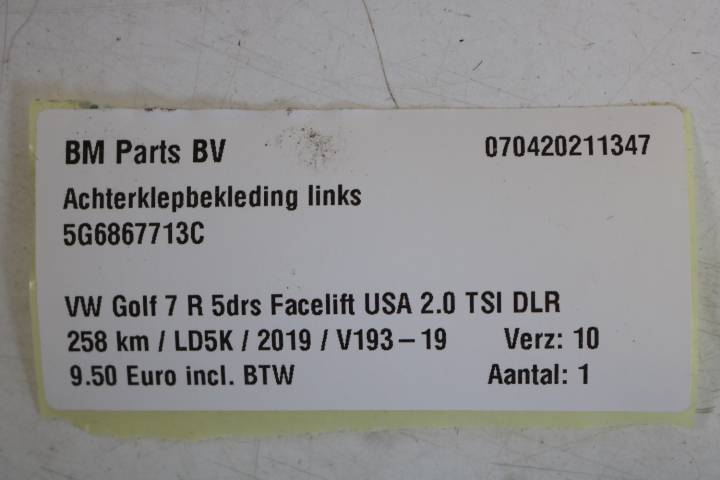 BM Parts BV 070420211347
Achterklepbekleding links
5G6867713C
VW Golf 7 R 5drs Facelift USA 2.0 TSI DLR
258 km / LD5K / 2019 / V193-19 Verz: 10
9.50 Euro incl. BTW Aantal: 1